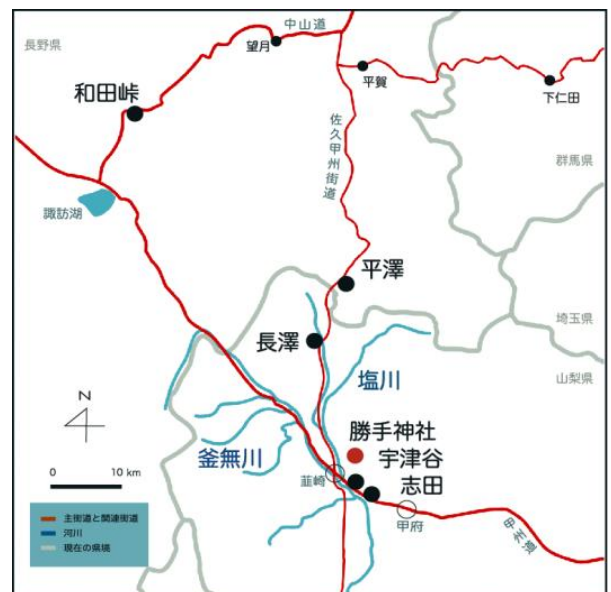 中山道
長野県
望月
平賀
和田峠
下仁田
佐久甲州街道
群馬県
諏訪湖
平澤
埼玉県
長澤
塩川
山梨県
N
勝手神社
釜無川
宇津谷
0 10 km
韮崎
志田
甲府
甲州道
主街道と関連街道
河川
現在の県境